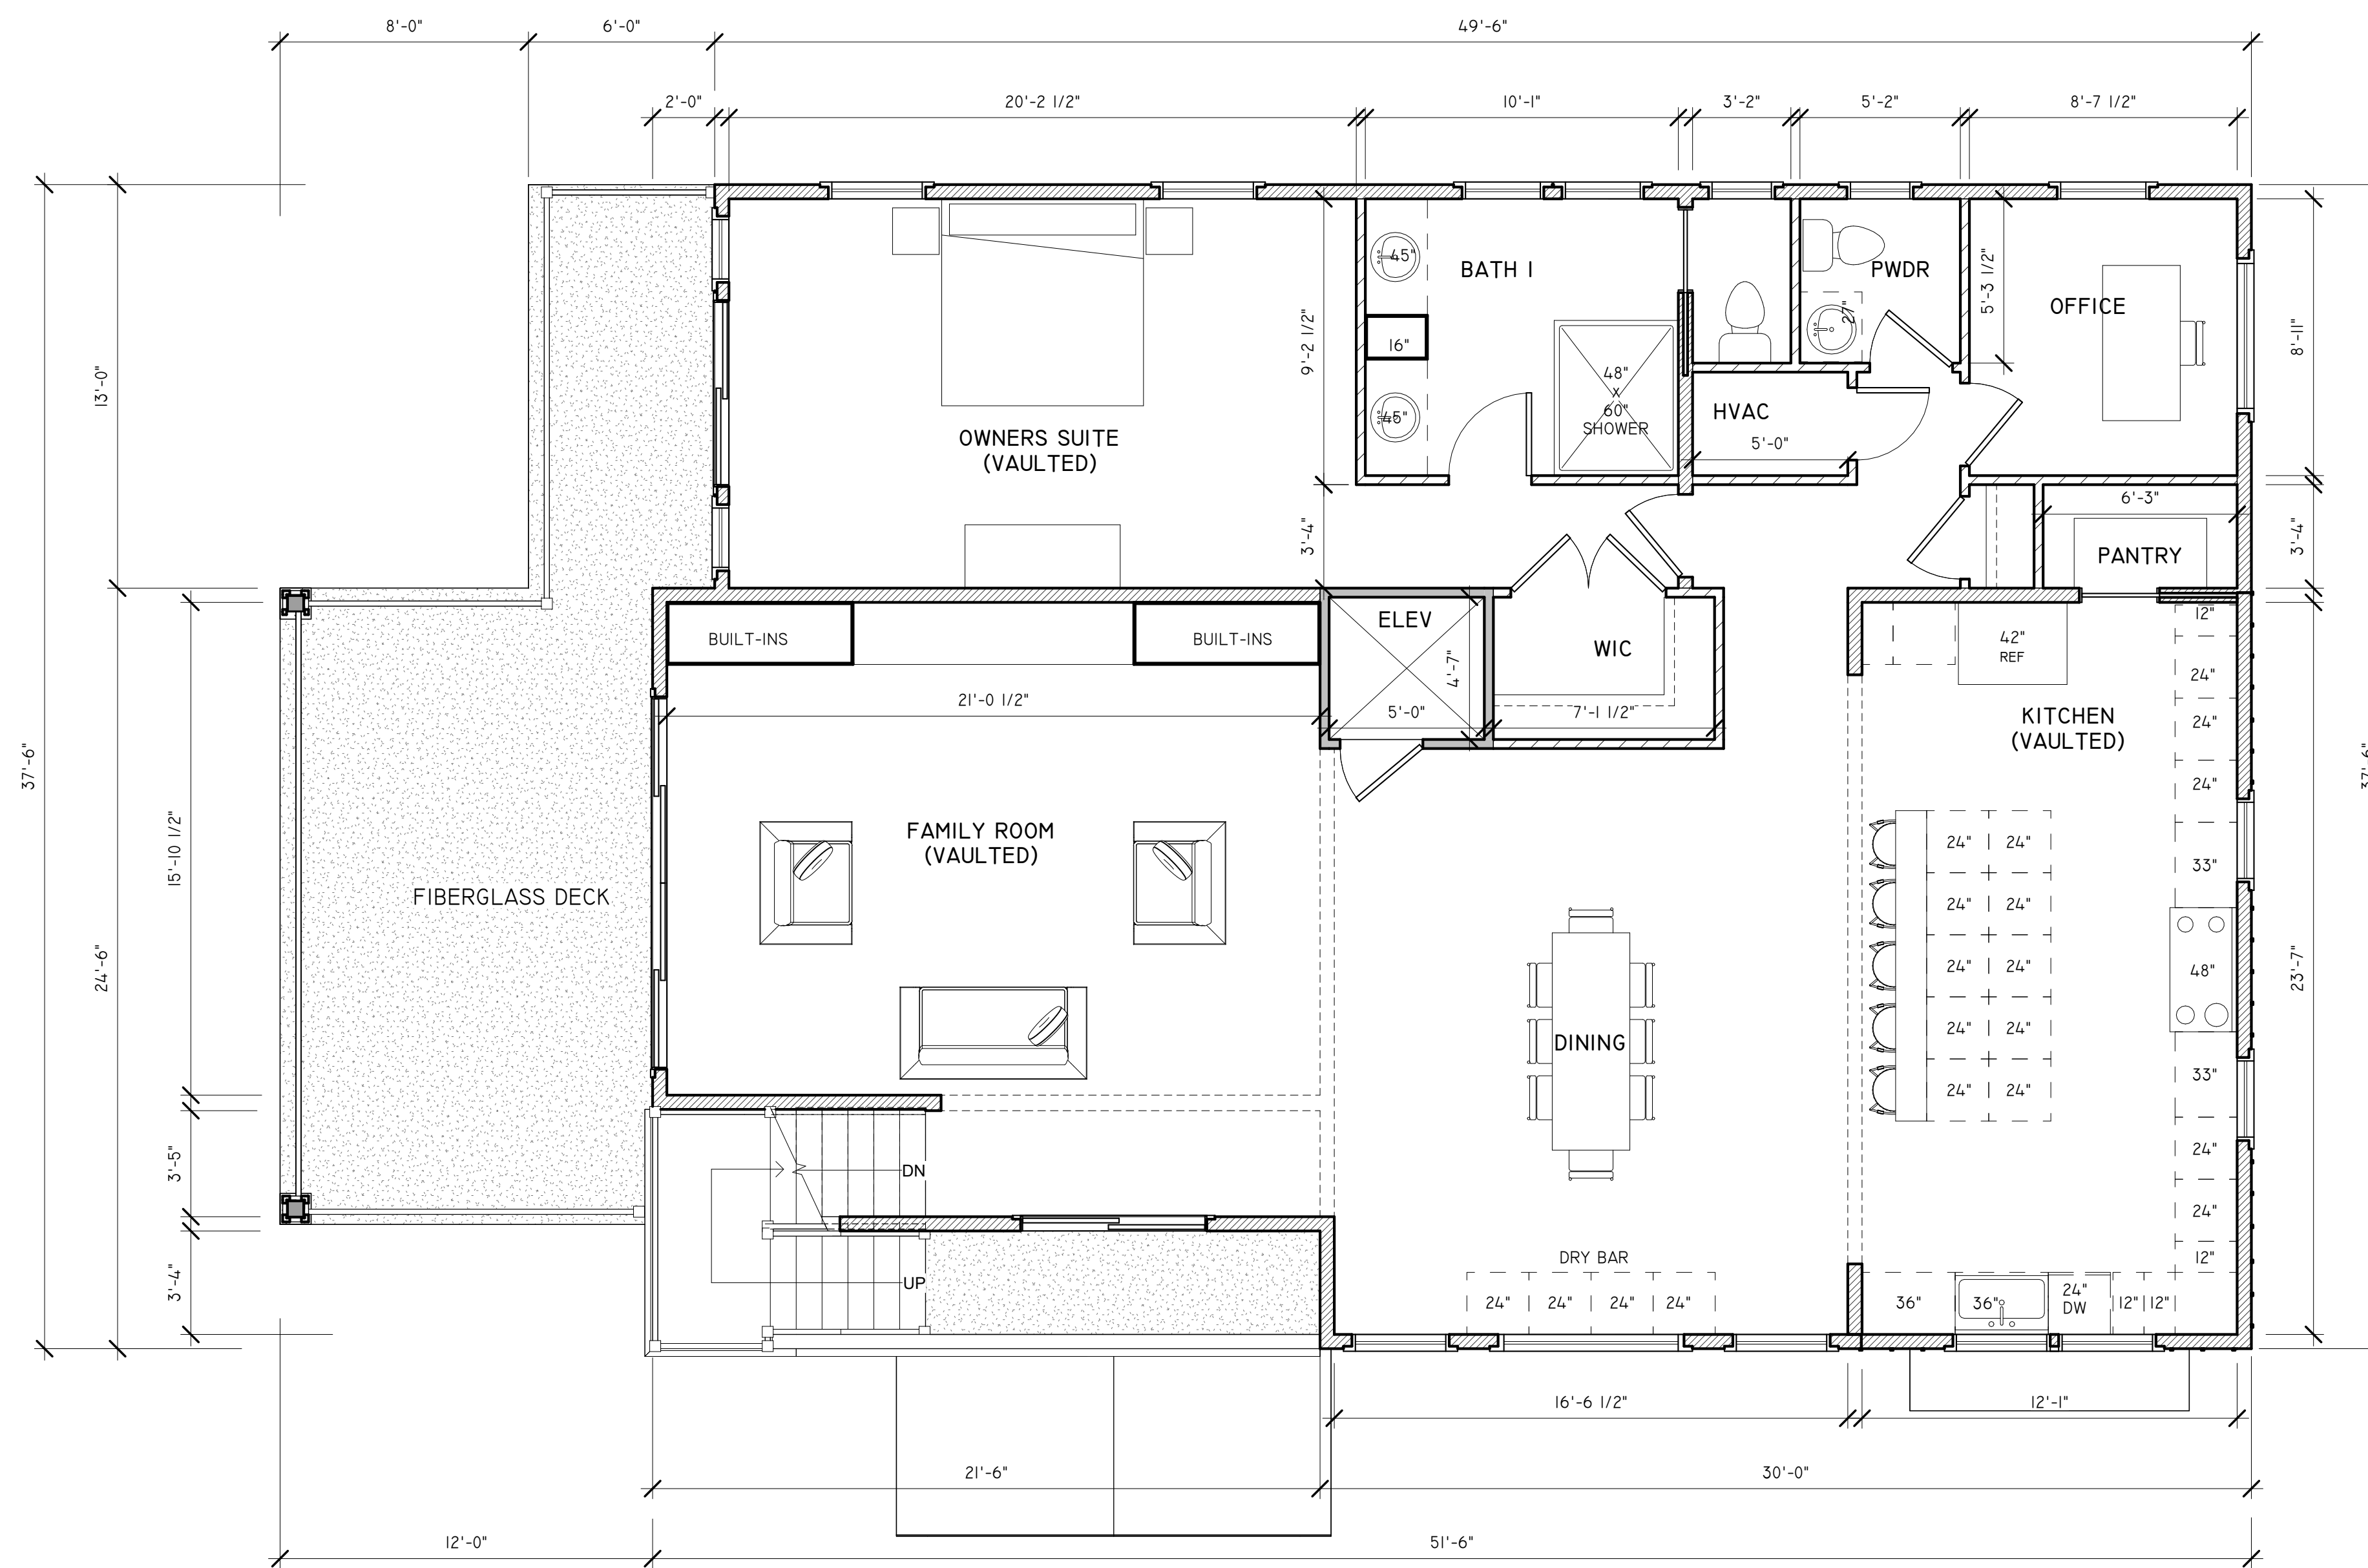 8'-0"
6'-0"
49'-6"
2'-0"
20'-2 1/2"
10'-1"
3'-2"
5'-2"
8'-7 1/2"
45"
BATH 1
PWDR
5'-3 1/2"
OFFICE
27"
13'-0"
9'-2 1/2"
16"
8'-11"
48"
X
60"
SHOWER
45"
HVAC
5'-0"
OWNERS SUITE
(VAULTED)
6'-3"
3'-4"
PANTRY
3'-4"
BUILT-INS
BUILT-INS
ELEV
4'-7"
WIC
42"
REF
12"
24"
21'-0 1/2"
5'-0"
7'-1 1/2"
KITCHEN
(VAULTED)
24"
24"
37'-6"
37'-6"
15'-10 1/2"
FAMILY ROOM
(VAULTED)
24"
24"
33"
FIBERGLASS DECK
24"
24"
24'-6"
24"
24"
48"
23'-7"
DINING
24"
24"
33"
24"
24"
24"
3'-5"
DN
24"
12"
DRY BAR
3'-4"
UP
24"
24"
24"
24"
36"
36"
24"
DW
12"
12"
16'-6 1/2"
12'-1"
21'-6"
30'-0"
12'-0"
51'-6"